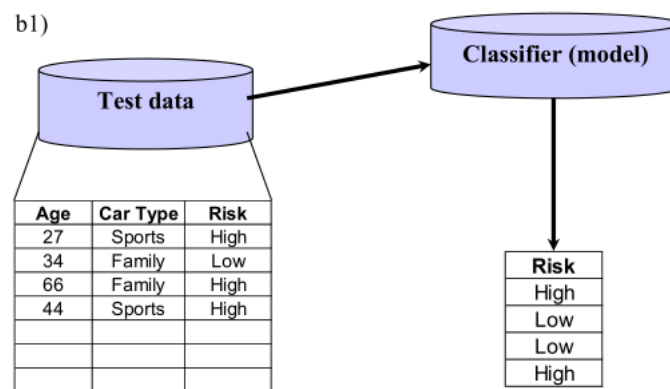 b1)
Classifier (model)
Test data
Age Car Type Risk
27 Sports High
34 Family Low
66 Family High
44 Sports High
Risk
High
Low
Low
High